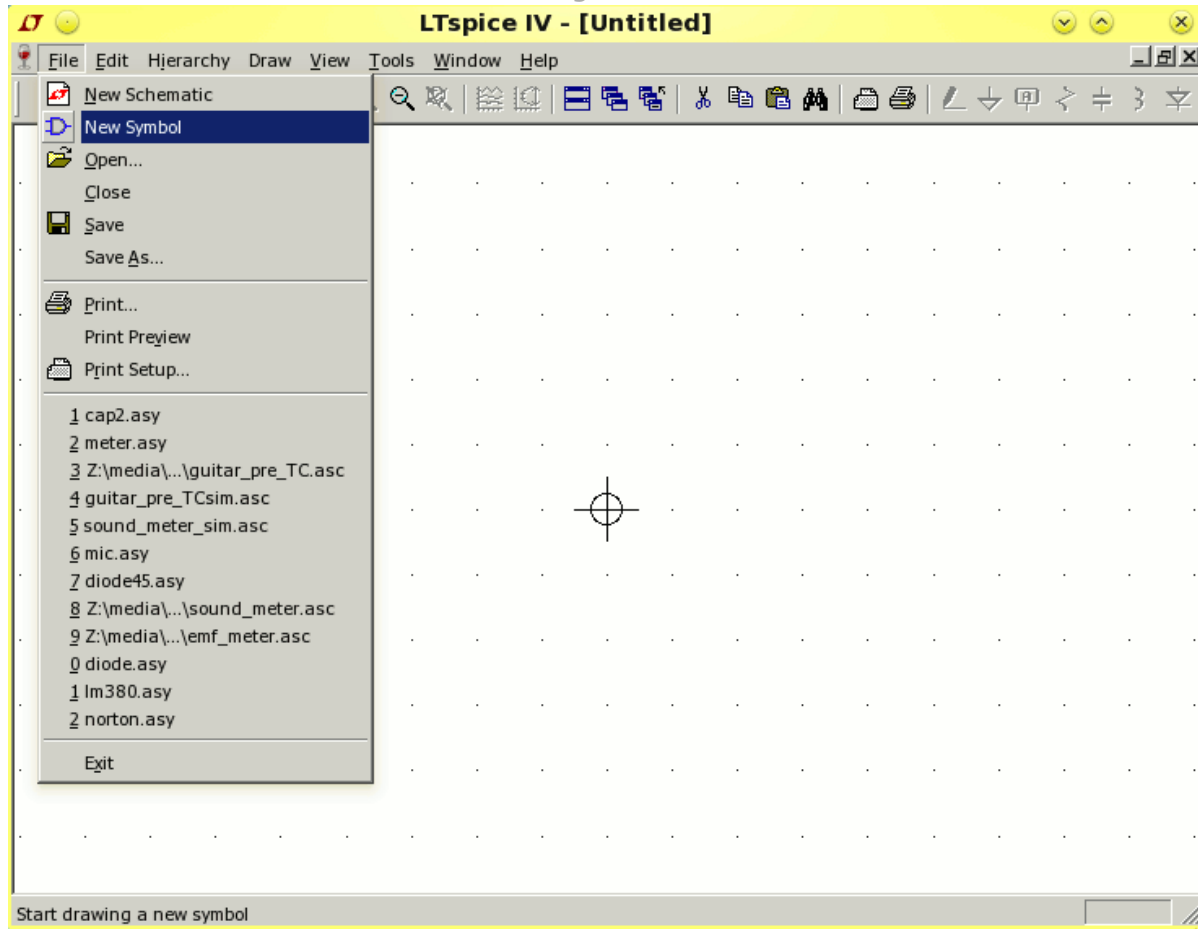 LTspice IV - [Untitled]
File Edit Hierarchy Draw View Tools Window Help
New Schematic
New Symbol
Open...
Close
Save
Save As...
Print...
Print Preview
Print Setup...
1 cap2.asy
2 meter.asy
3 Z:\media\...\guitar_pre_TC.asc
4 guitar_pre_TCsim.asc
5 sound_meter_sim.asc
6 mic.asy
7 diode45.asy
8 Z:\media\...\sound_meter.asc
9 Z:\media\...\emf_meter.asc
0 diode.asy
1 lm380.asy
2 norton.asy
Exit
Start drawing a new symbol